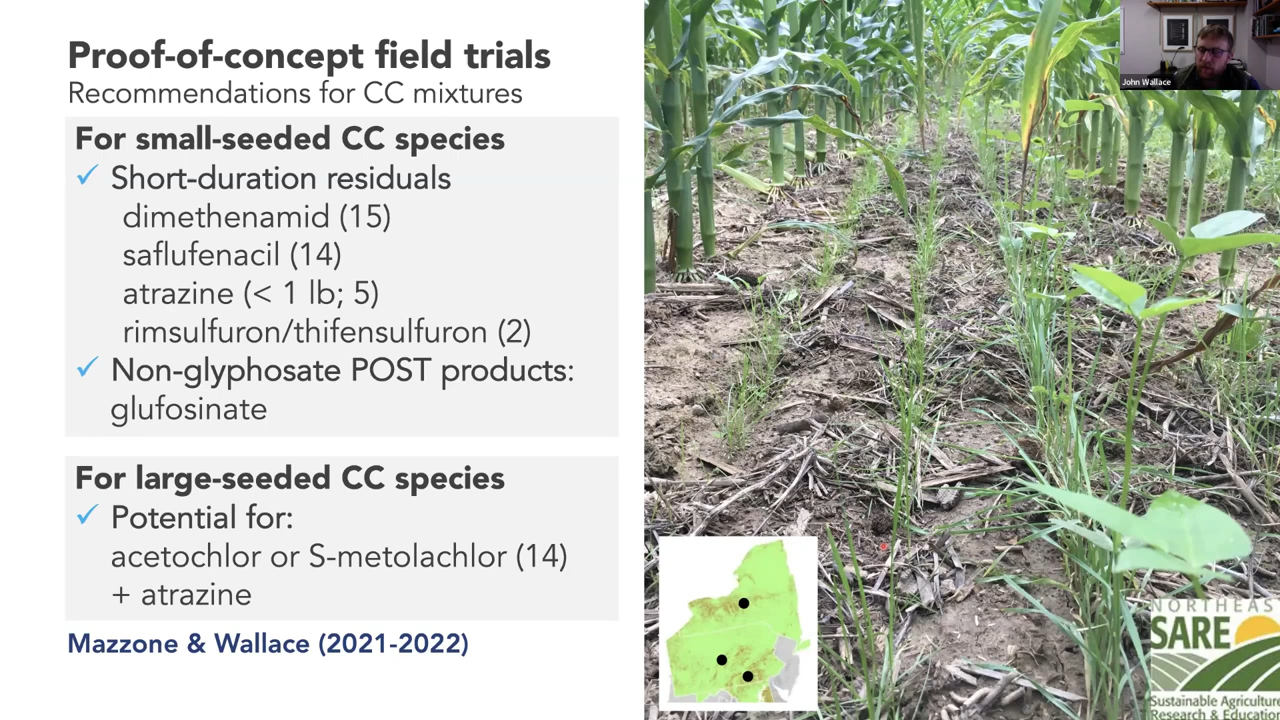 Proof-of-concept field trials
Recommendations for CC mixtures
For small-seeded CC species
✓ Short-duration residuals
dimethenamid (15)
saflufenacil (14)
atrazine (< 1 lb; 5)
rimsulfuron/thifensulfuron (2)
✓ Non-glyphosate POST products:
glufosinate
For large-seeded CC species
✓ Potential for:
acetochlor or S-metolachlor (14)
+ atrazine
Mazzone & Wallace (2021-2022)
John Wallace
NORTHEAS
SARE
Sustainable Agriculture
Research & Education